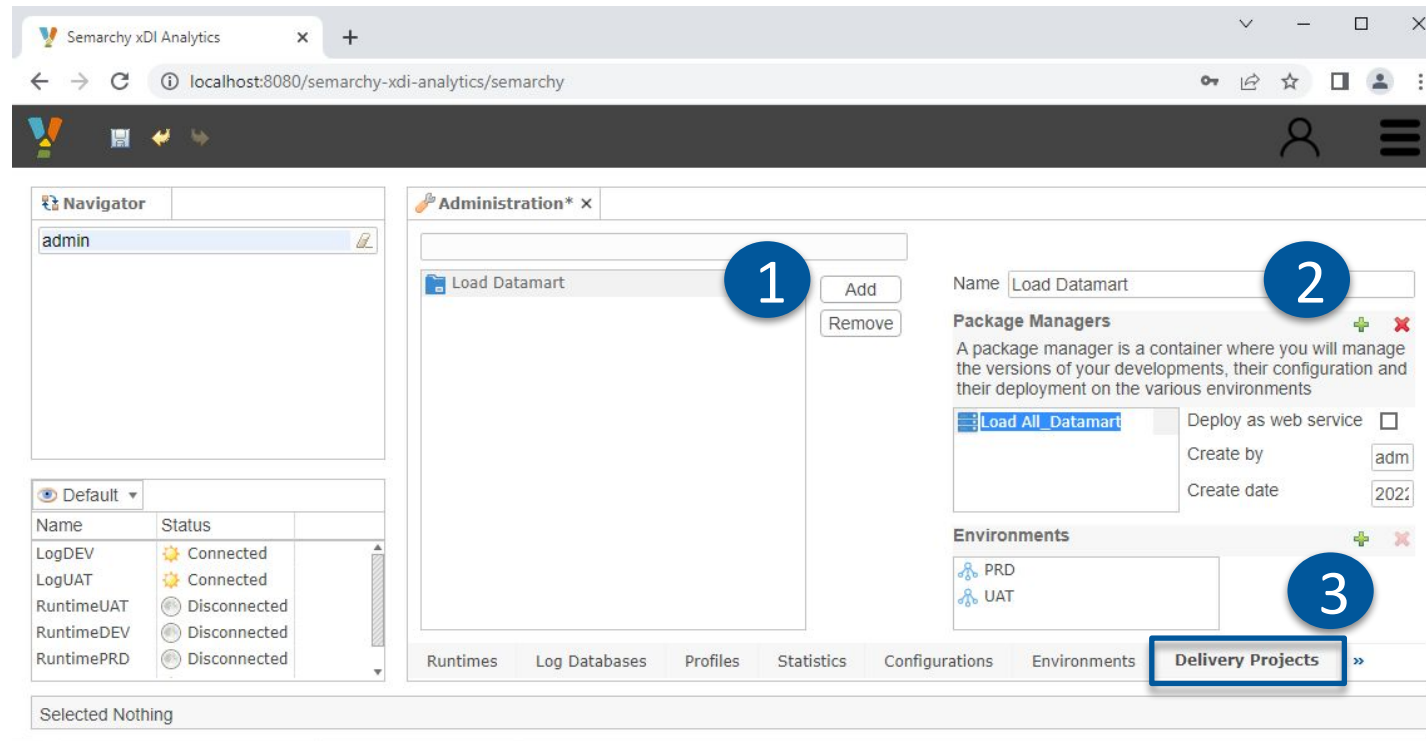 Semarchy xDI Analytics
localhost:8080/semarchy-xdi-analytics/semarchy
Navigator
admin
Administration*
Load Datamart
1
Add
Remove
Name Load Datamart
2
Package Managers
A package manager is a container where you will manage
the versions of your developments, their configuration and
their deployment on the various environments
Load All_Datamart
Deploy as web service
Create by adm
Create date 2022
Environments
PRD
UAT
3
Default
Name Status
LogDEV Connected
LogUAT Connected
RuntimeUAT Disconnected
RuntimeDEV Disconnected
RuntimePRD Disconnected
Runtimes Log Databases Profiles Statistics Configurations Environments Delivery Projects »
Selected Nothing